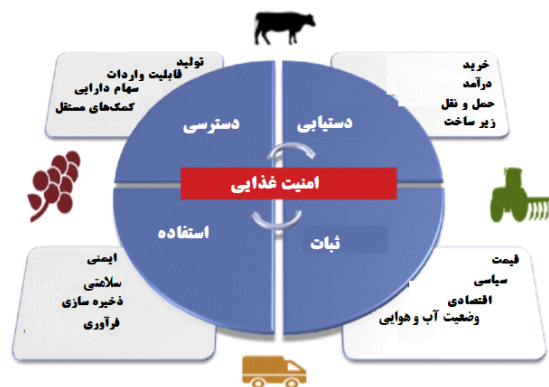 خرید
درآمد
حمل و نقل
زیر ساخت
تولید
قابلیت واردات
سهام دارایی
کمک‌های مستقل
دستیابی
دسترسی
امنیت غذایی
ثبات
استفاده
قیمت
سیاسی
اقتصادی
وضعیت آب و هوایی
ایمنی
سلامتی
ذخیره سازی
فرآوری